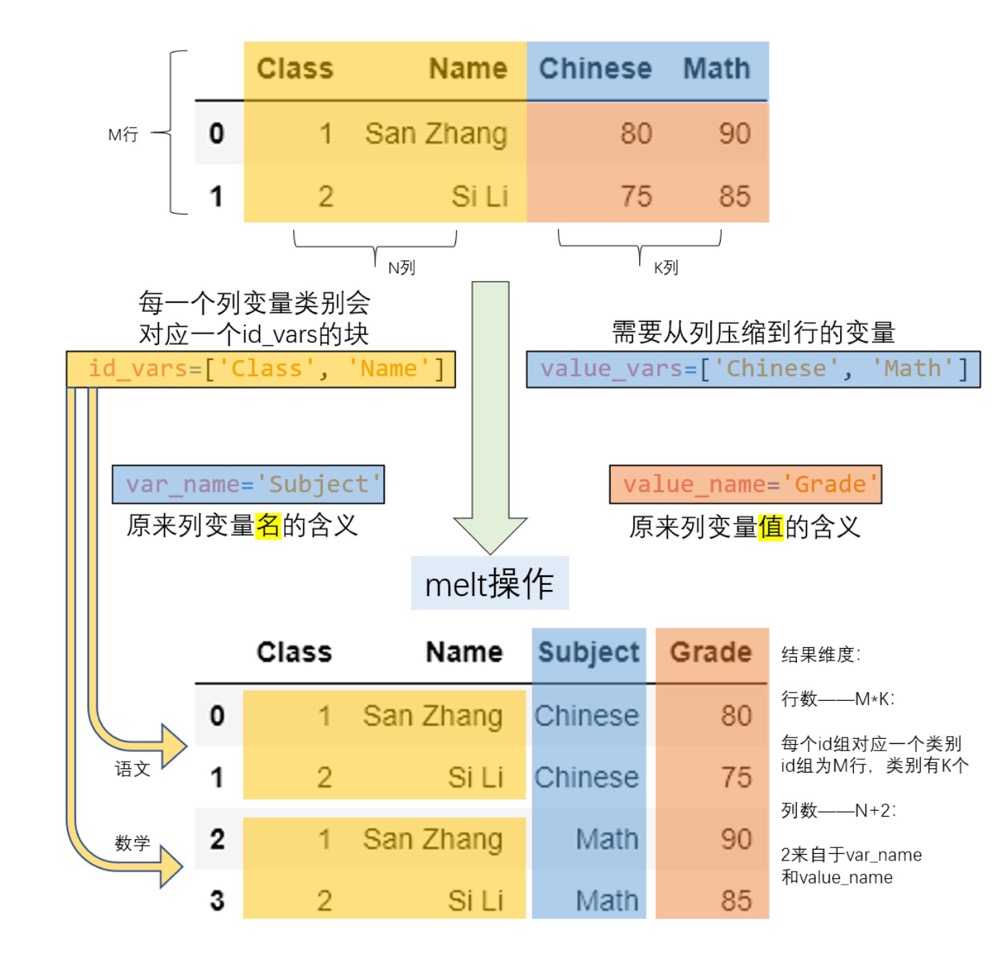 Class Name Chinese Math
M行
0 1 San Zhang 80 90
1 2 Si Li 75 85
N列
K列
每一个列变量类别会
对应一个id_vars的块
id_vars=['Class', 'Name']
需要从列压缩到行的变量
value_vars=['Chinese', 'Math']
var_name='Subject'
原来列变量名的含义
value_name='Grade'
原来列变量值的含义
melt操作
Class Name Subject Grade
0 1 San Zhang Chinese 80
1 2 Si Li Chinese 75
2 1 San Zhang Math 90
3 2 Si Li Math 85
语文
数学
结果维度：
行数——M*K：
每个id组对应一个类别
id组为M行，类别有K个
列数——N+2：
2来自于var_name
和value_name